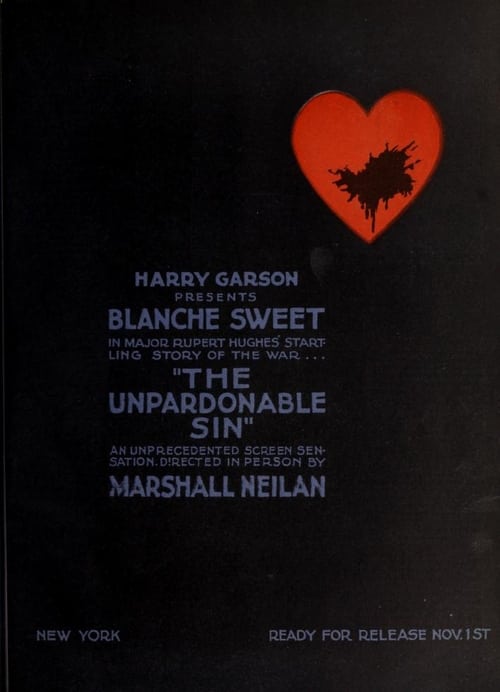 HARRY GARSON
PRESENTS
BLANCHE SWEET
IN MAJOR RUPERT HUGHES' START-
LING STORY OF THE WAR...
"THE
UNPARDONABLE
SIN"
AN UNPRECEDENTED SCREEN SEN-
SATION. DIRECTED IN PERSON BY
MARSHALL NEILAN
NEW YORK
READY FOR RELEASE NOV. 1ST